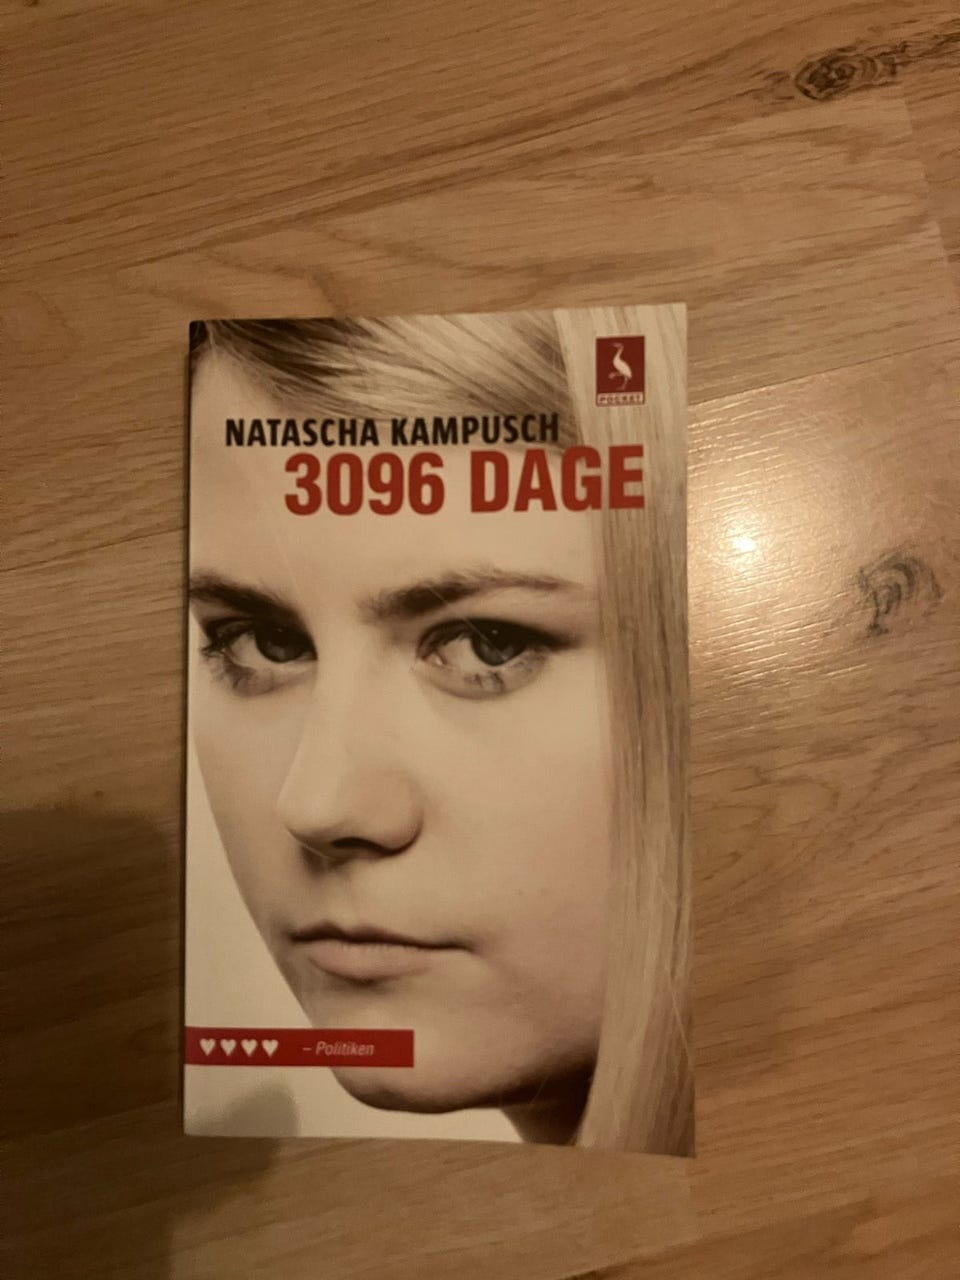 POCKET
NATASCHA KAMPUSCH
3096 DAGE
– Politiken